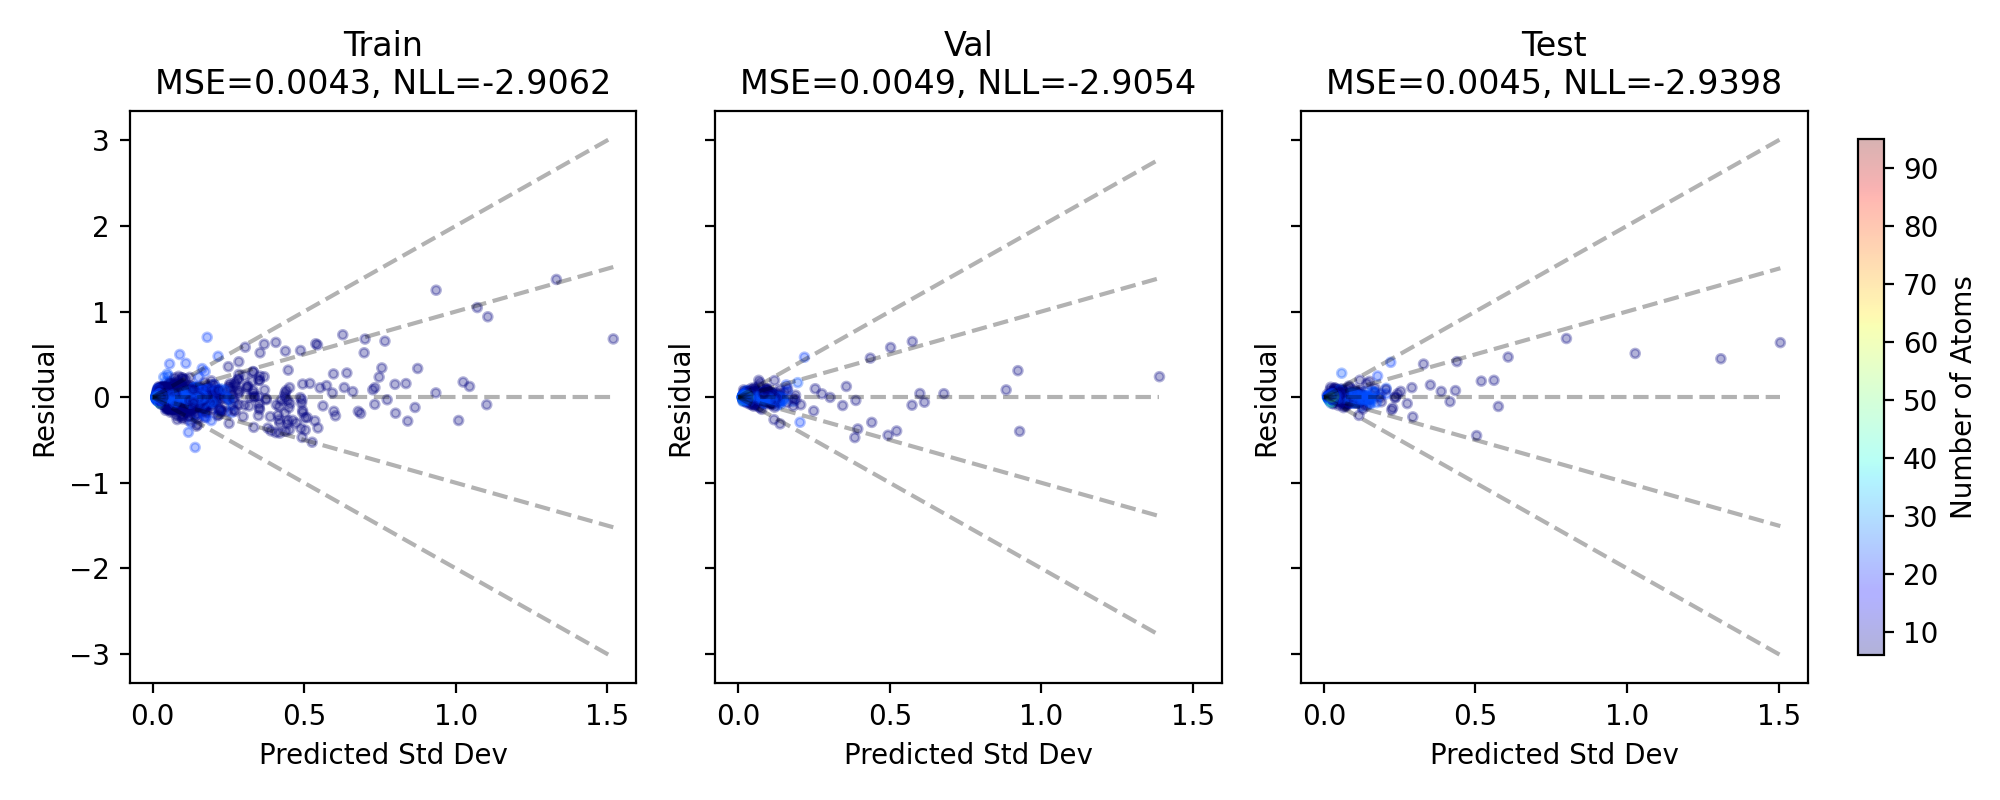 Train
MSE=0.0043, NLL=-2.9062
Val
MSE=0.0049, NLL=-2.9054
Test
MSE=0.0045, NLL=-2.9398
Residual
3
2
1
0
−1
−2
−3
0.0
0.5
1.0
1.5
Predicted Std Dev
Residual
0.0
0.5
1.0
1.5
Predicted Std Dev
Residual
0.0
0.5
1.0
1.5
Predicted Std Dev
90
80
70
60
50
40
30
20
10
Number of Atoms